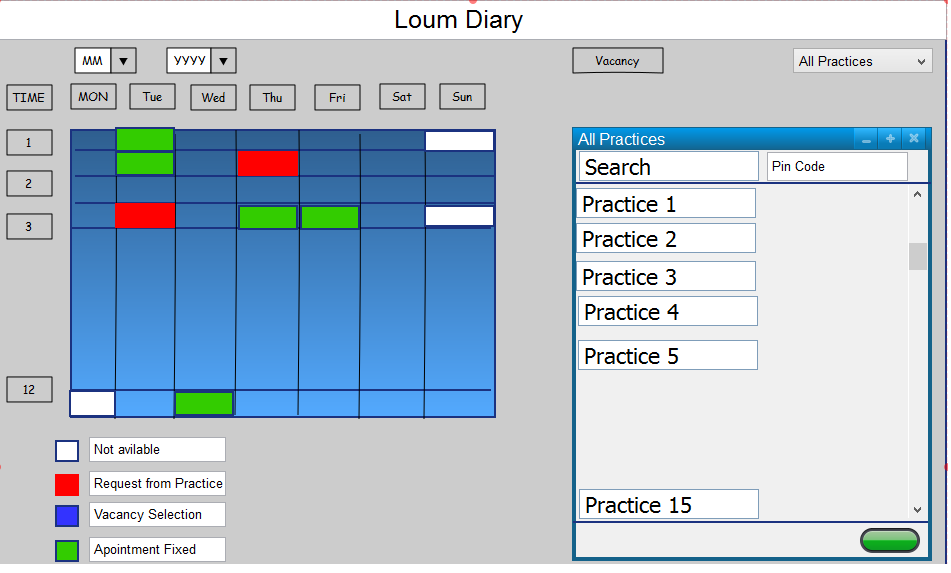 Loum Diary
MM
YYYY
Vacancy
All Practices
TIME
MON
Tue
Wed
Thu
Fri
Sat
Sun
1
2
3
12
Not avilable
Request from Practice
Vacancy Selection
Apointment Fixed
All Practices
Search
Pin Code
Practice 1
Practice 2
Practice 3
Practice 4
Practice 5
Practice 15